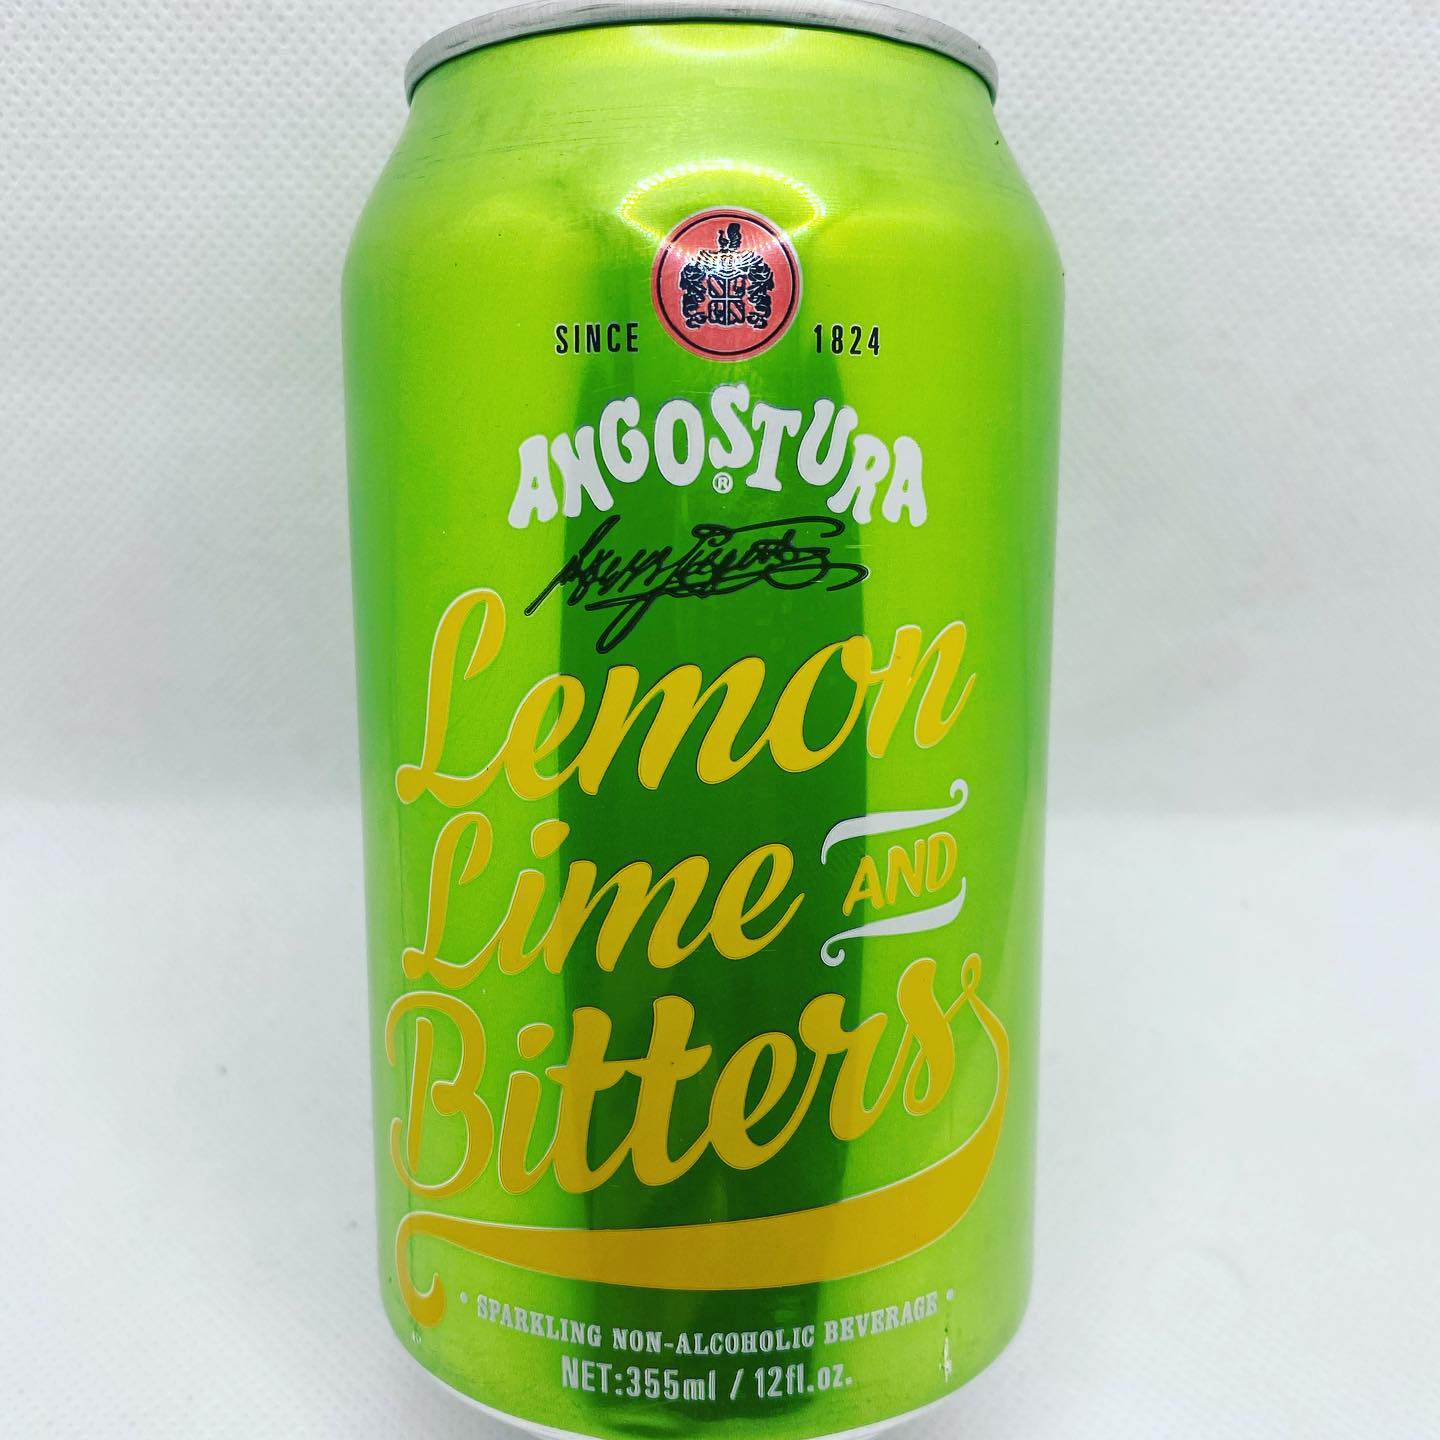 SINCE 1824
ANGOSTURA
®
Lemon
Lime AND
Bitters
• SPARKLING NON-ALCOHOLIC BEVERAGE •
NET:355ml / 12fl.oz.